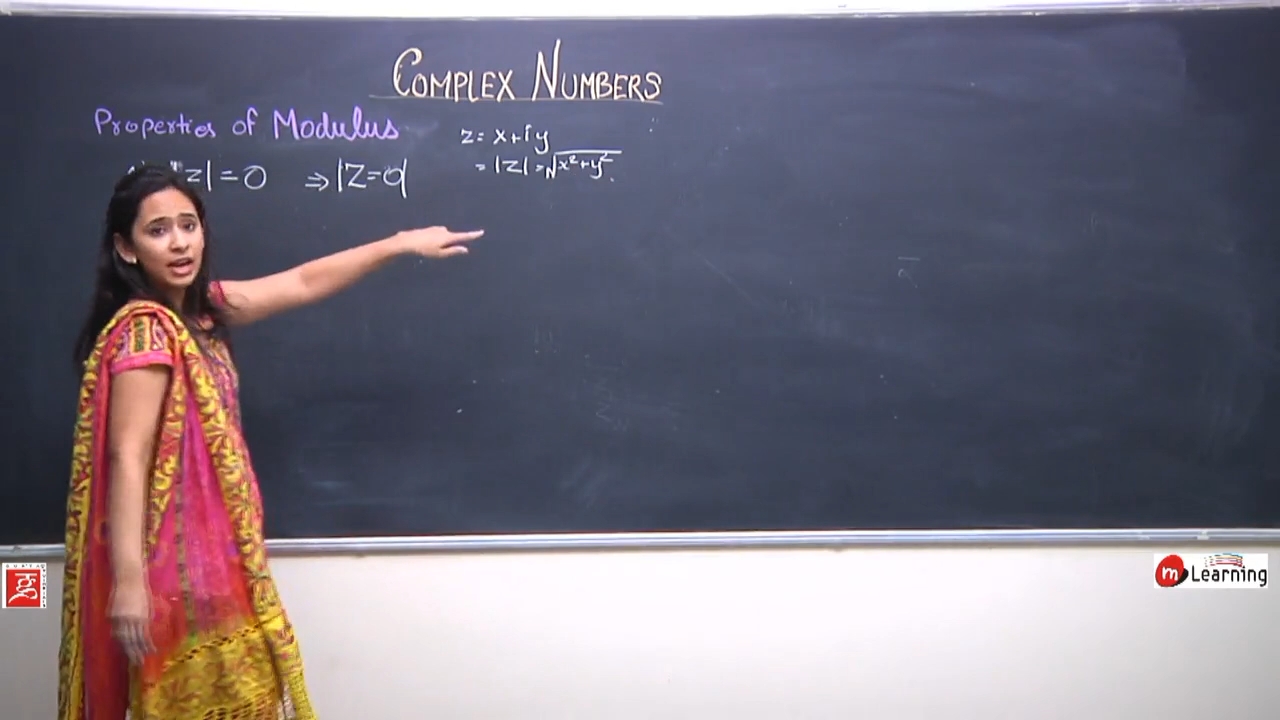 COMPLEX NUMBERS
Properties of Modulus
z = x+iy
= |Z| = √x²+y²
z| = 0 ⇒ |Z=0|
m Learning